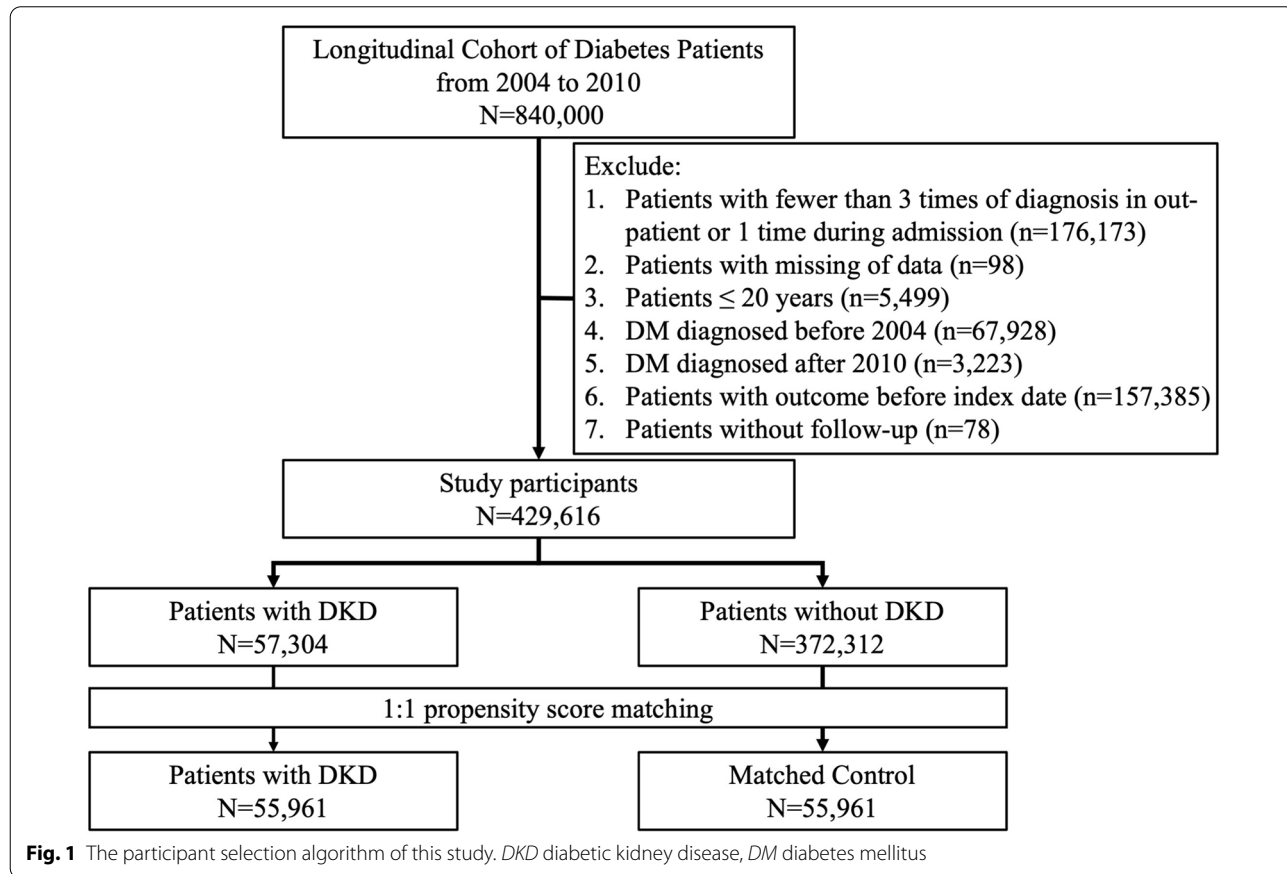 Longitudinal Cohort of Diabetes Patients
from 2004 to 2010
N=840,000
Exclude:
1. Patients with fewer than 3 times of diagnosis in out-
patient or 1 time during admission (n=176,173)
2. Patients with missing of data (n=98)
3. Patients ≤ 20 years (n=5,499)
4. DM diagnosed before 2004 (n=67,928)
5. DM diagnosed after 2010 (n=3,223)
6. Patients with outcome before index date (n=157,385)
7. Patients without follow-up (n=78)
Study participants
N=429,616
Patients with DKD
N=57,304
Patients without DKD
N=372,312
1:1 propensity score matching
Patients with DKD
N=55,961
Matched Control
N=55,961
Fig. 1 The participant selection algorithm of this study. DKD diabetic kidney disease, DM diabetes mellitus